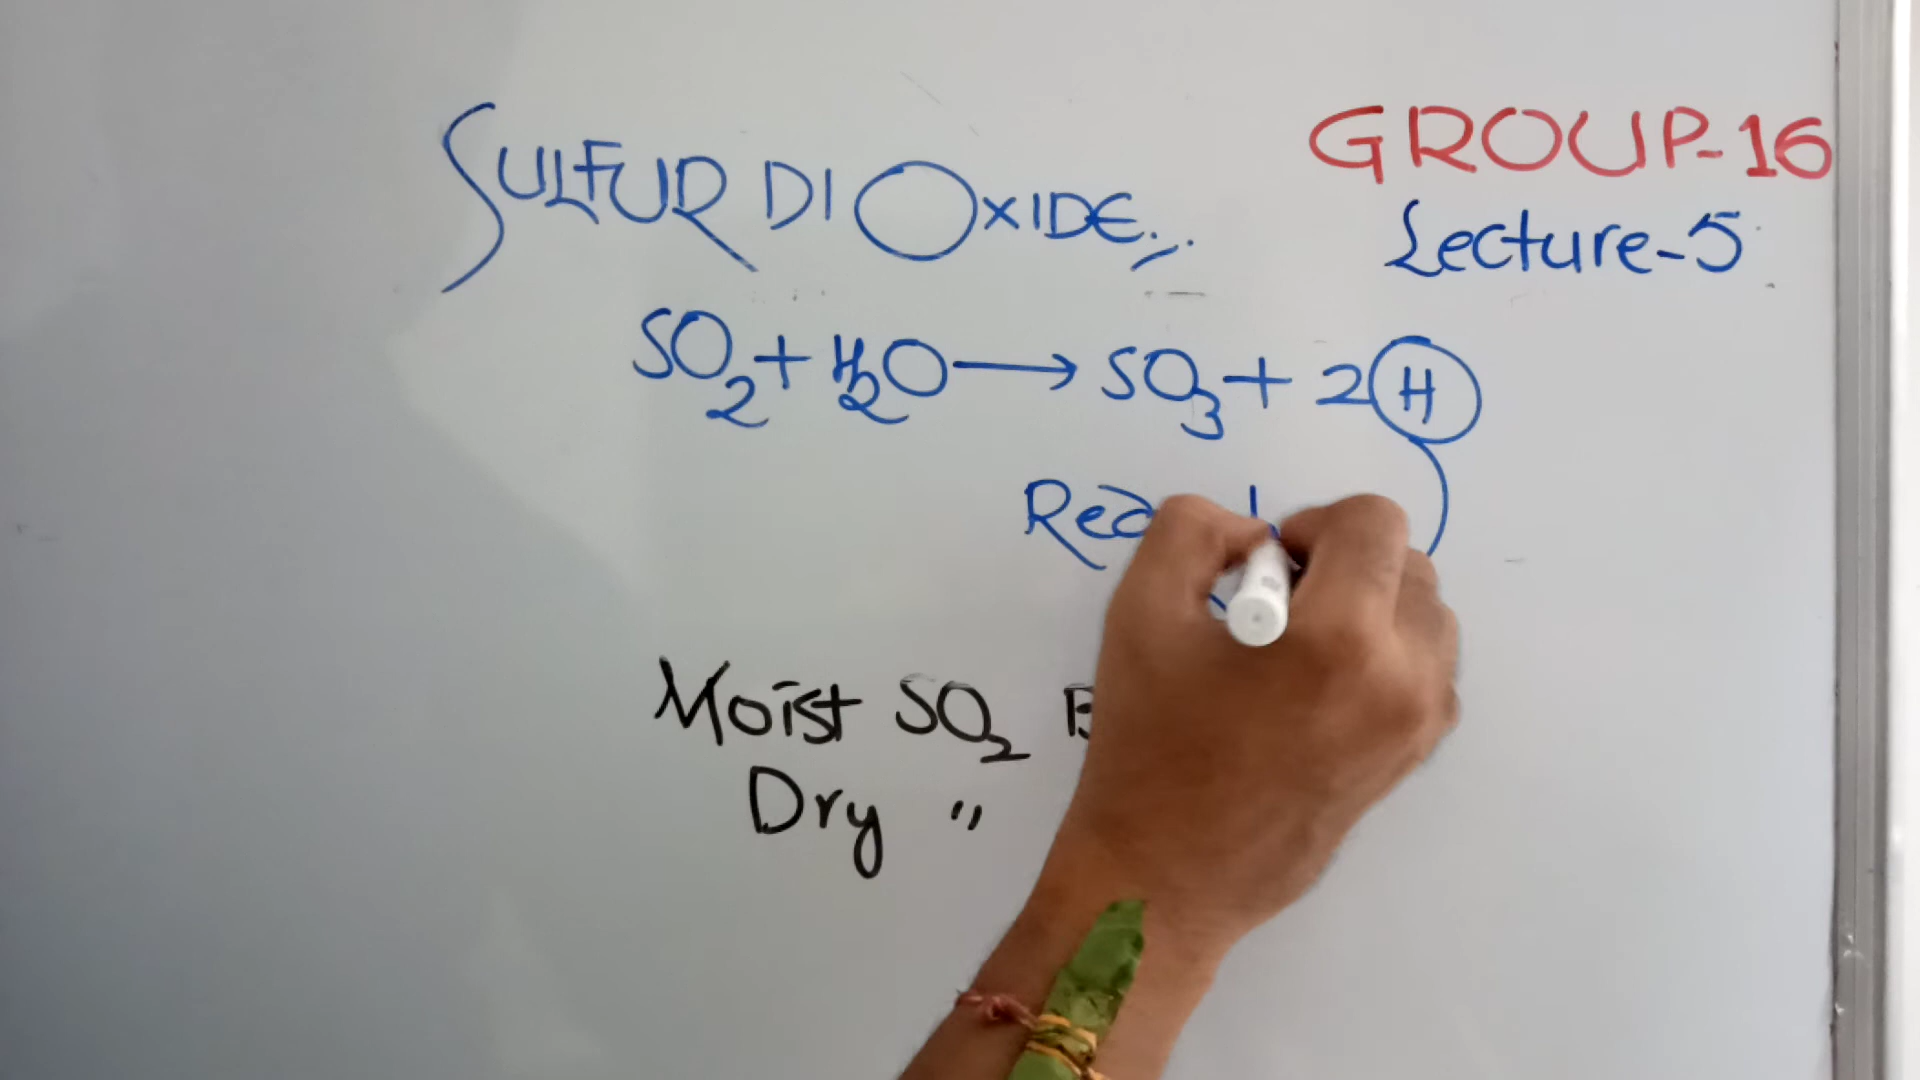 SULFUR DIOXIDE...
GROUP-16
Lecture-5
SO2 + H2O → SO3 + 2H
Moist SO2
Dry "